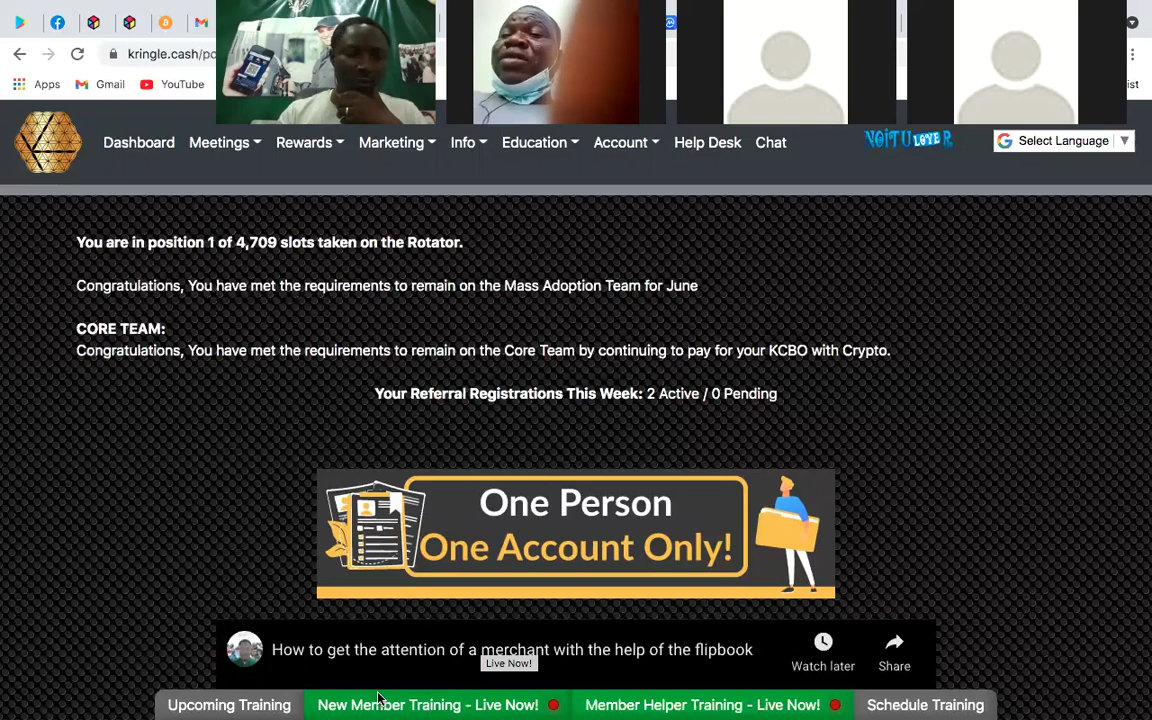 kringle.cash/po
Apps
Gmail
YouTube
ist
Dashboard
Meetings
Rewards
Marketing
Info
Education
Account
Help Desk
Chat
NOiTULOVER
Select Language
You are in position 1 of 4,709 slots taken on the Rotator.
Congratulations, You have met the requirements to remain on the Mass Adoption Team for June
CORE TEAM:
Congratulations, You have met the requirements to remain on the Core Team by continuing to pay for your KCBO with Crypto.
Your Referral Registrations This Week: 2 Active / 0 Pending
One Person
One Account Only!
How to get the attention of a merchant with the help of the flipbook
Watch later
Share
Live Now!
Upcoming Training
New Member Training - Live Now!
Member Helper Training - Live Now!
Schedule Training